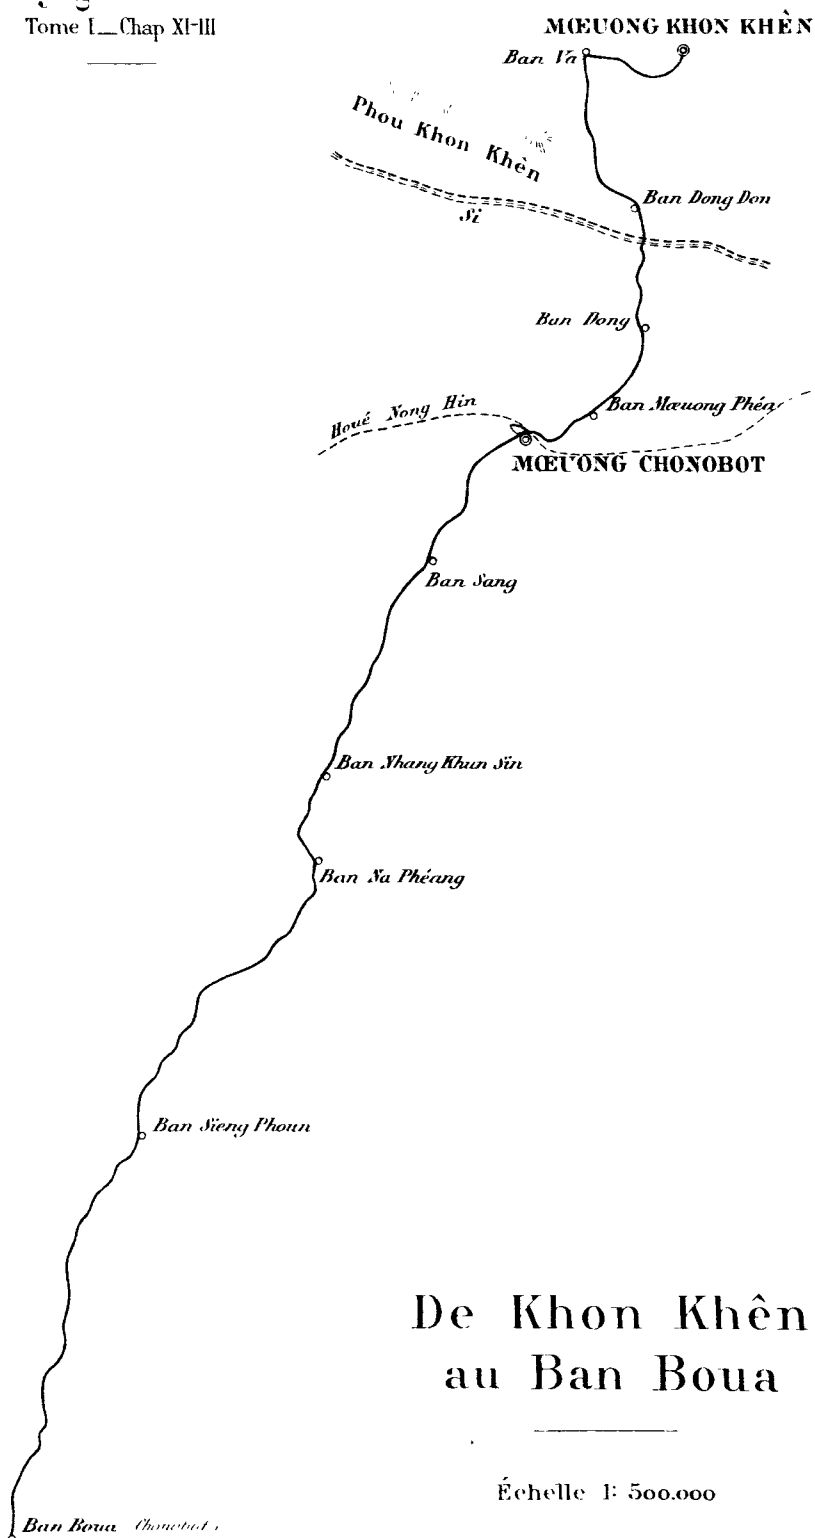 Tome I_Chap XI-III
MŒUONG KHON KHÈN
Ban Va
Phou Khon Khèn
Ban Dong Don
Si
Ban Dong
Ban Mœuong Phéa
Houé Nong Hin
MŒUONG CHONOBOT
Ban Sang
Ban Nhang Khun Sin
Ban Na Phéang
Ban Sieng Phoun
De Khon Khên
au Ban Boua
Échelle 1: 500.000
Ban Boua